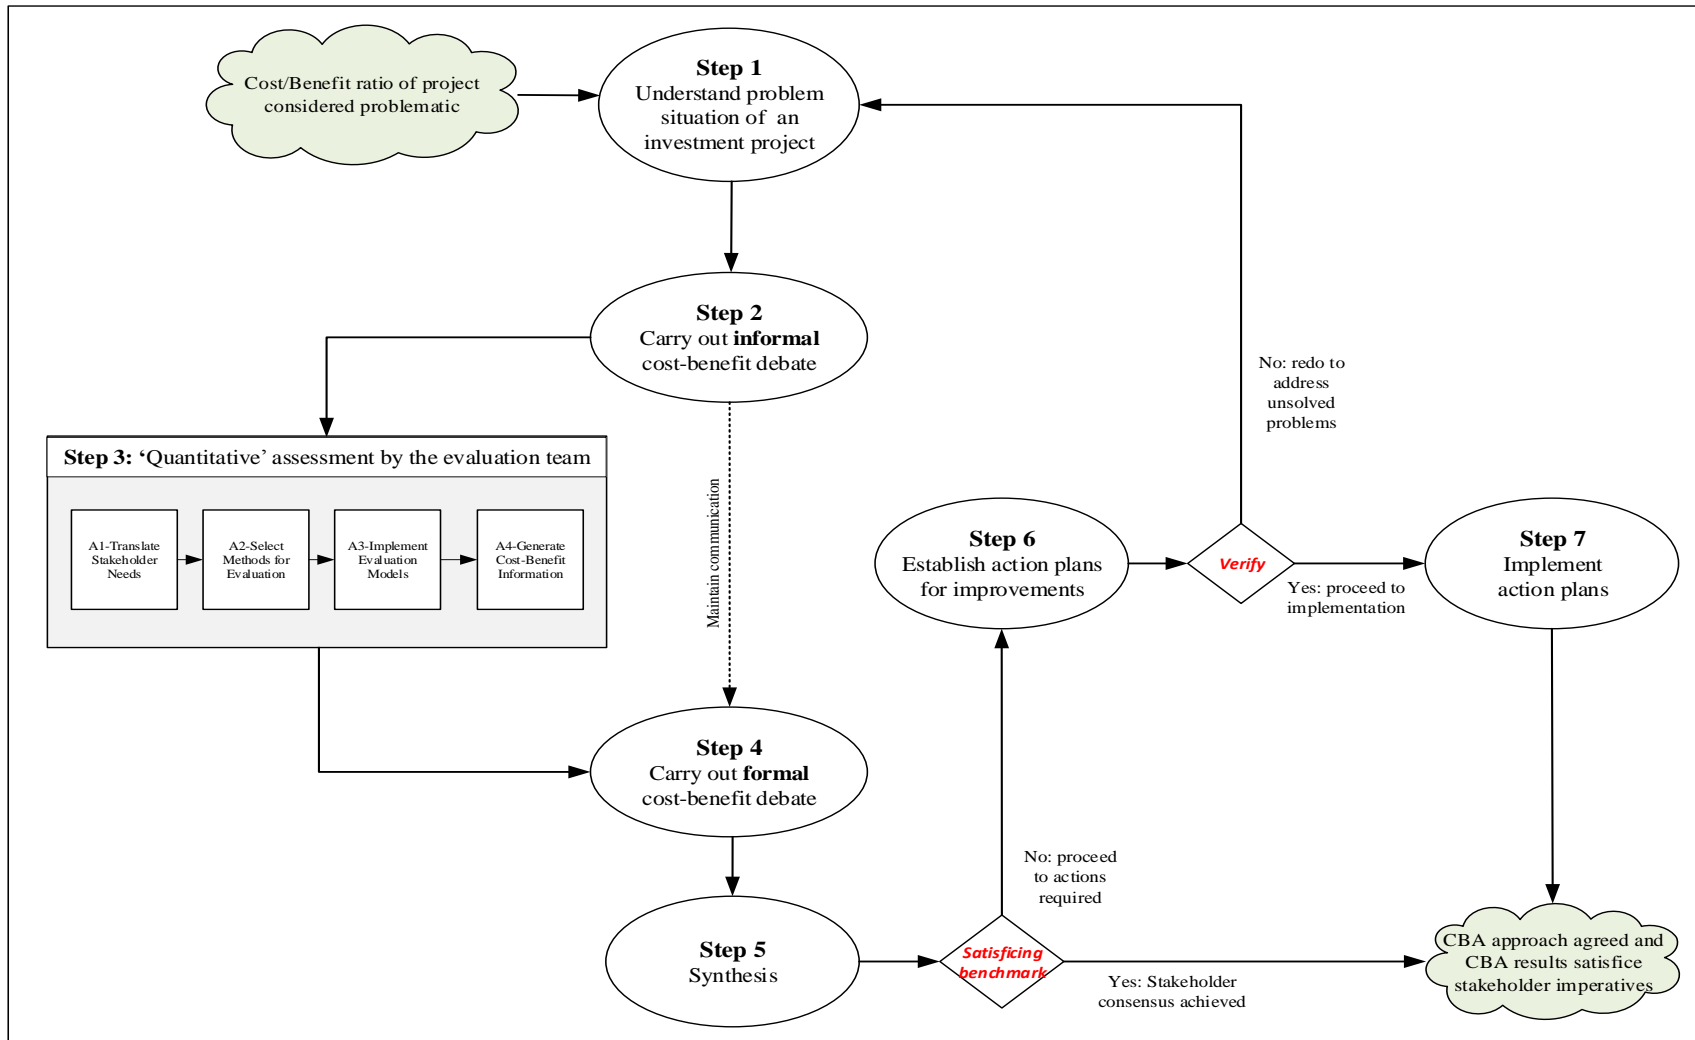 Cost/Benefit ratio of project
considered problematic
Step 1
Understand problem
situation of an
investment project
Step 2
Carry out informal
cost-benefit debate
No: redo to
address
unsolved
problems
Step 3: ‘Quantitative’ assessment by the evaluation team
A1-Translate
Stakeholder
Needs
A2-Select
Methods for
Evaluation
A3-Implement
Evaluation
Models
A4-Generate
Cost-Benefit
Information
Maintain communication
Step 4
Carry out formal
cost-benefit debate
Step 5
Synthesis
Satisficing
benchmark
No: proceed
to actions
required
Yes: Stakeholder
consensus achieved
Step 6
Establish action plans
for improvements
Verify
Yes: proceed to
implementation
Step 7
Implement
action plans
CBA approach agreed and
CBA results satisfice
stakeholder imperatives